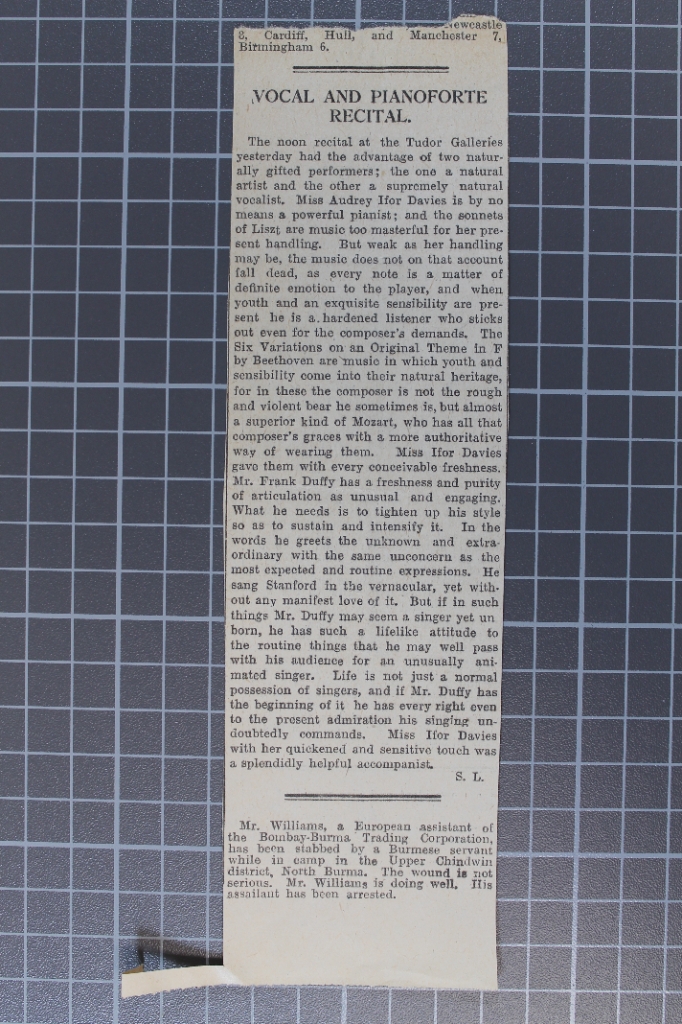 Newcastle
8, Cardiff, Hull, and Manchester 7,
Birmingham 6.
VOCAL AND PIANOFORTE
RECITAL.
The noon recital at the Tudor Galleries
yesterday had the advantage of two natur-
ally gifted performers; the one a natural
artist and the other a supremely natural
vocalist. Miss Audrey Ifor Davies is by no
means a powerful pianist; and the sonnets
of Liszt are music too masterful for her pre-
sent handling. But weak as her handling
may be, the music does not on that account
fall dead, as every note is a matter of
definite emotion to the player, and when
youth and an exquisite sensibility are pre-
sent he is a hardened listener who sticks
out even for the composer's demands. The
Six Variations on an Original Theme in F
by Beethoven are music in which youth and
sensibility come into their natural heritage,
for in these the composer is not the rough
and violent bear he sometimes is, but almost
a superior kind of Mozart, who has all that
composer's graces with a more authoritative
way of wearing them. Miss Ifor Davies
gave them with every conceivable freshness.
Mr. Frank Duffy has a freshness and purity
of articulation as unusual and engaging.
What he needs is to tighten up his style
so as to sustain and intensify it. In the
words he greets the unknown and extra-
ordinary with the same unconcern as the
most expected and routine expressions. He
sang Stanford in the vernacular, yet with-
out any manifest love of it. But if in such
things Mr. Duffy may seem a singer yet un
born, he has such a lifelike attitude to
the routine things that he may well pass
with his audience for an unusually ani-
mated singer. Life is not just a normal
possession of singers, and if Mr. Duffy has
the beginning of it he has every right even
to the present admiration his singing un-
doubtedly commands. Miss Ifor Davies
with her quickened and sensitive touch was
a splendidly helpful accompanist.
S. L.
Mr. Williams, a European assistant of
the Bombay-Burma Trading Corporation,
has been stabbed by a Burmese servant
while in camp in the Upper Chindwin
district, North Burma. The wound is not
serious. Mr. Williams is doing well. His
assailant has been arrested.